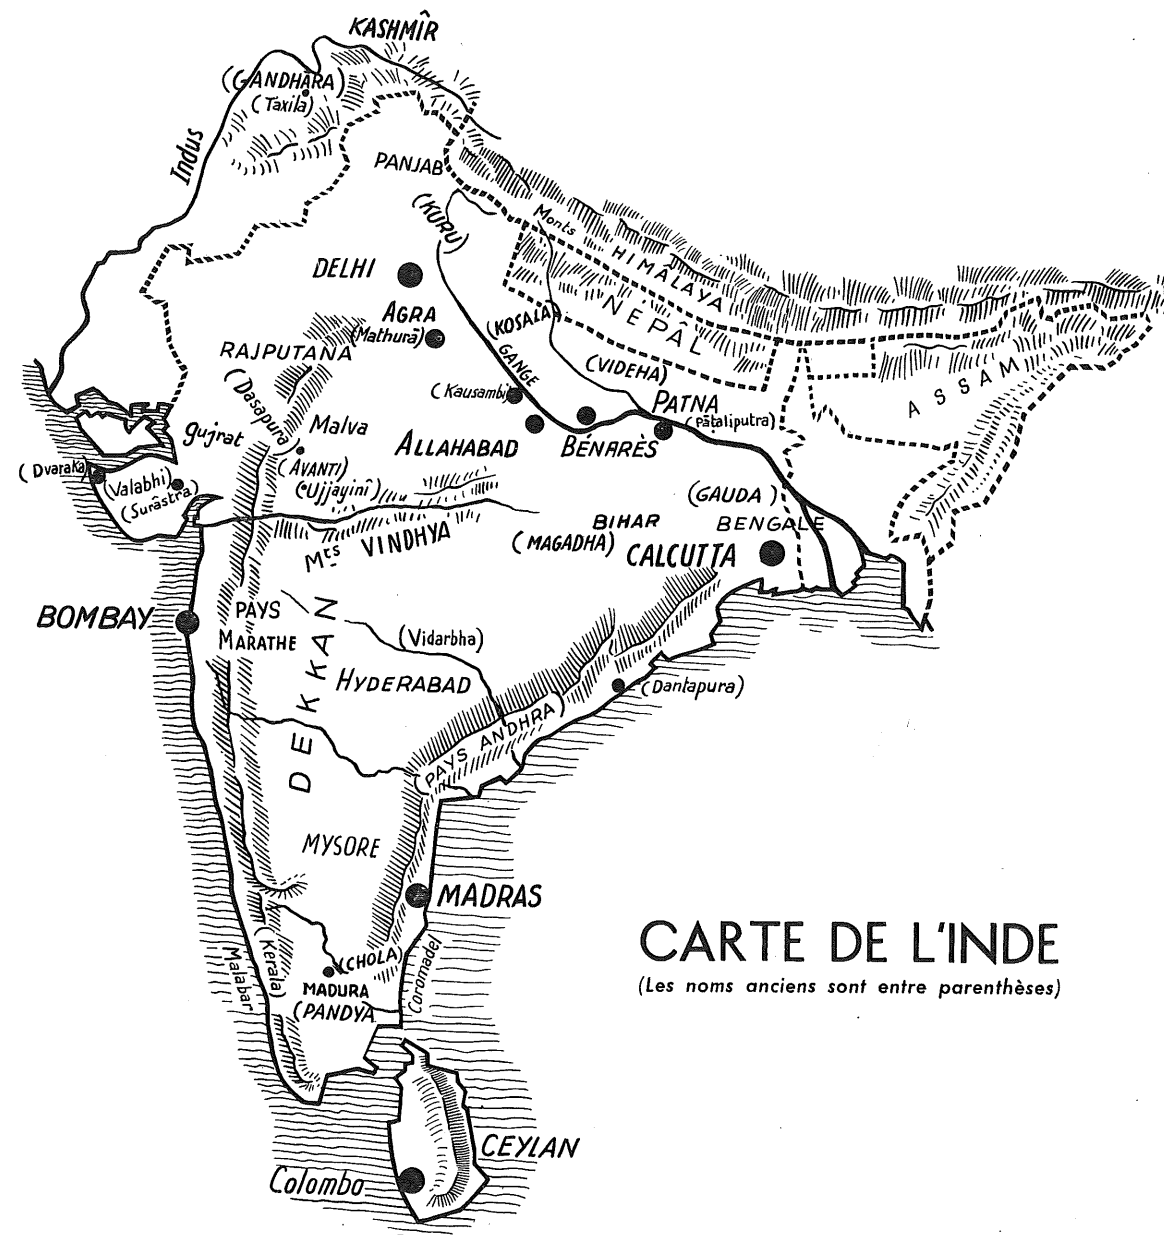 KASHMÎR
(GANDHÂRA)
(Taxila)
Indus
PANJAB
(KURU)
Monts
HIMÂLAYA
DELHI
NÉPÂL
AGRA
(Mathurâ)
(KOSALA)
RAJPUTANA
GANGE
(VIDEHA)
ASSAM
(Dasapura)
(Kausambi)
PATNA
(Pâtaliputra)
gujrat
Malva
ALLAHABAD
BÉNARÈS
(Dvaraka)
(AVANTI)
(Valabhi)
(Ujjayinî)
(Surâstra)
(GAUDA)
BIHAR
BENGALE
Mts VINDHYA
(MAGADHA)
CALCUTTA
BOMBAY
PAYS
MARATHE
DEKKAN
(Vidarbha)
HYDERABAD
(Dantapura)
(PAYS ANDHRA)
MYSORE
MADRAS
CARTE DE L'INDE
(Les noms anciens sont entre parenthèses)
Malabar
(Kerala)
(CHOLA)
Coromadel
MADURA
(PANDYA
CEYLAN
Colombo